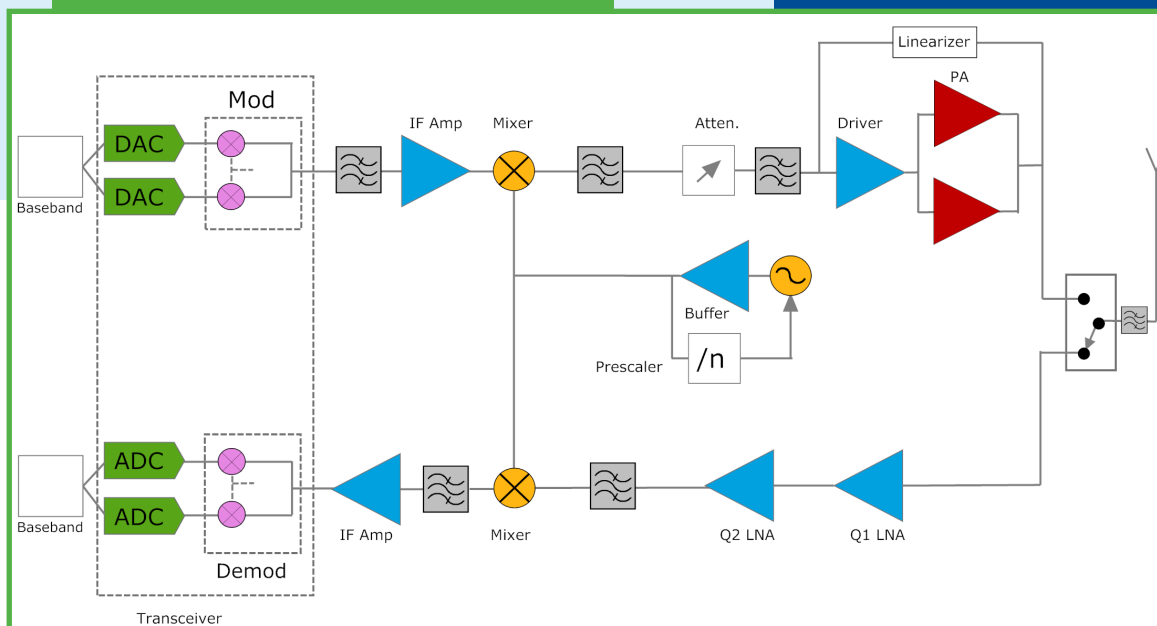 Linearizer
PA
Mod
IF Amp
Mixer
Atten.
Driver
DAC
DAC
Baseband
Buffer
Prescaler
/n
ADC
ADC
Baseband
IF Amp
Mixer
Q2 LNA
Q1 LNA
Demod
Transceiver